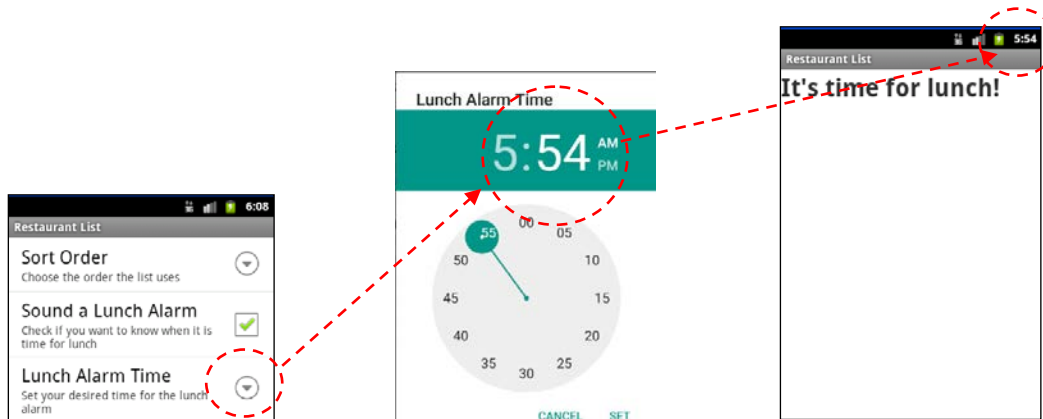 6:08
Restaurant List
Sort Order
Choose the order the list uses
Sound a Lunch Alarm
Check if you want to know when it is
time for lunch
Lunch Alarm Time
Set your desired time for the lunch
alarm
Lunch Alarm Time
5:54
AM
PM
00
05
10
15
20
25
30
35
40
45
50
55
CANCEL
SET
5:54
Restaurant List
It's time for lunch!